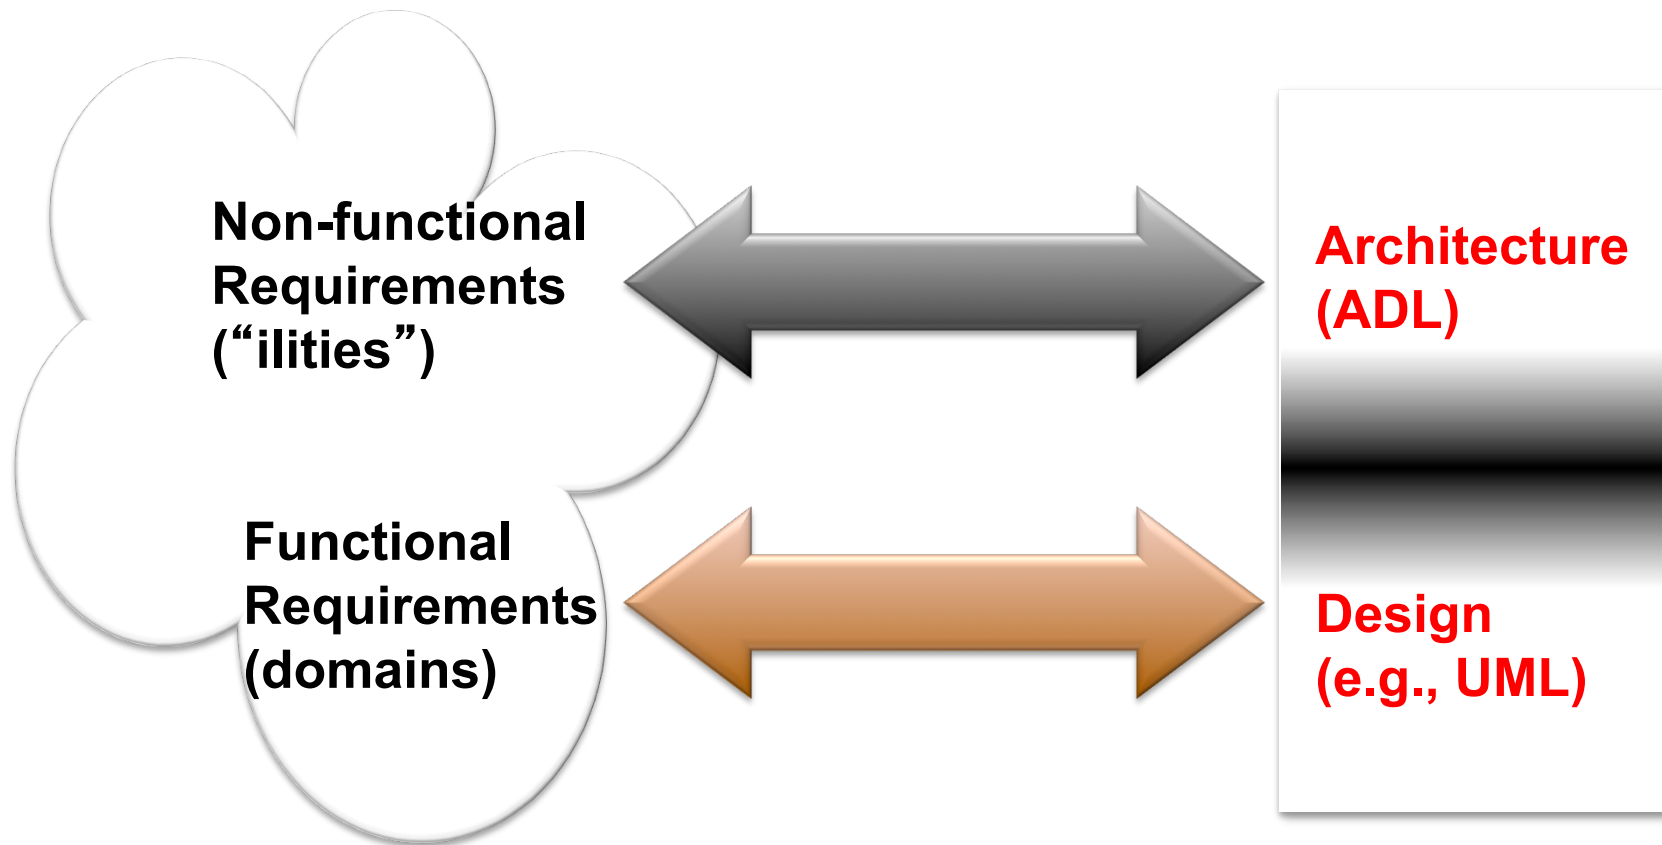 Non-functional
Requirements
(“ilities”)
Functional
Requirements
(domains)
Architecture
(ADL)
Design
(e.g., UML)